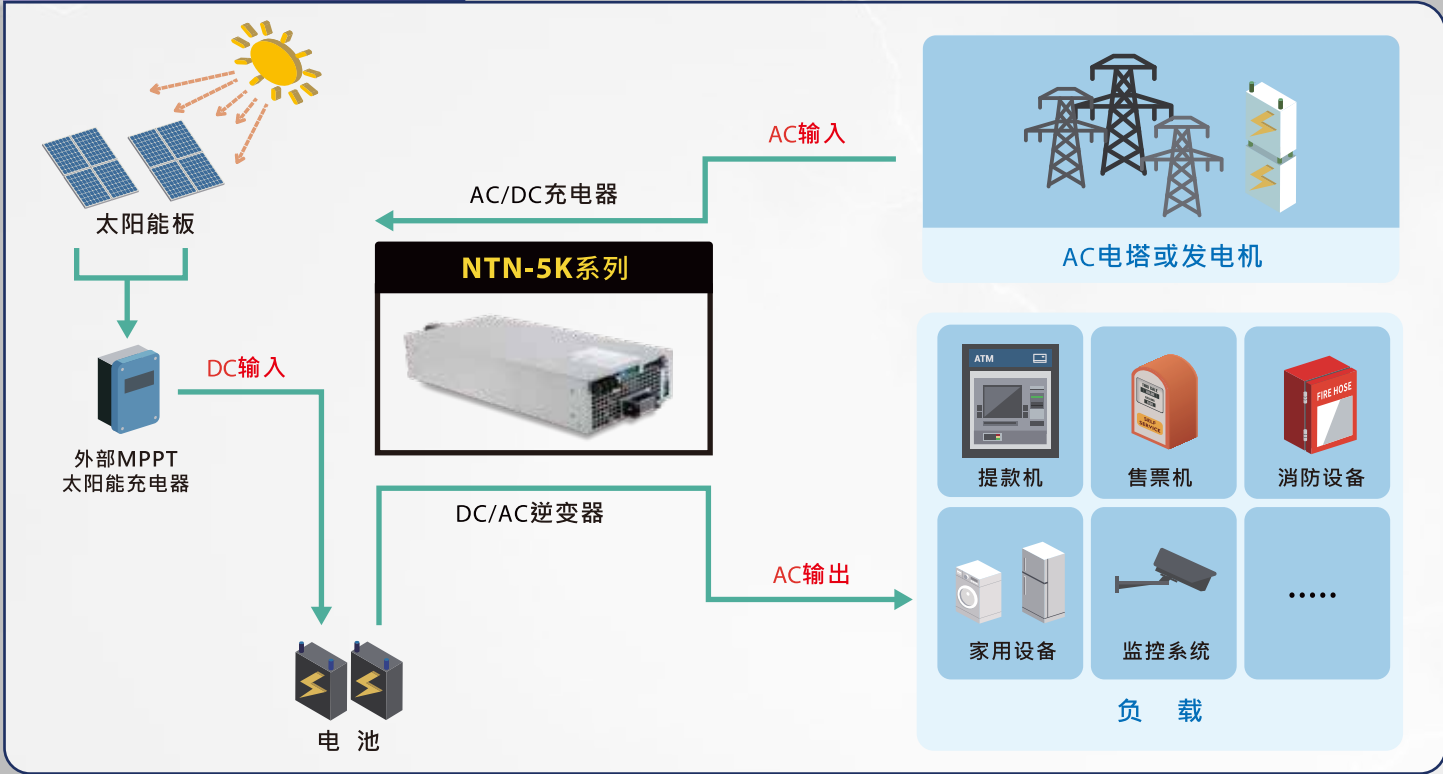 AC输入
AC/DC充电器
太阳能板
NTN-5K系列
AC电塔或发电机
DC输入
外部MPPT
太阳能充电器
DC/AC逆变器
AC输出
电 池
ATM
提款机
SELF
SERVICE
售票机
FIRE HOSE
消防设备
家用设备
监控系统
.....
负 载